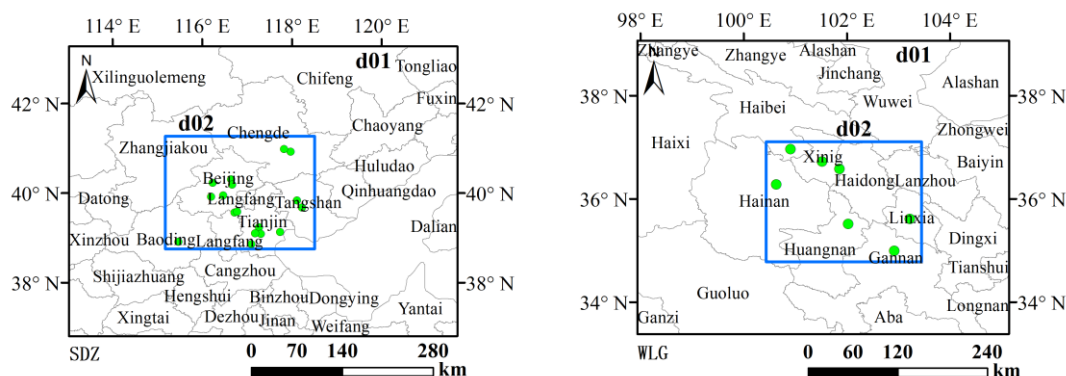 114° E 116° E 118° E 120° E
N
d01
Tongliao
Xilinguolemeng
Chifeng
Fuxin
42° N
42° N
d02
Chengde
Chaoyang
Zhangjiakou
Huludao
Beijing
Qinhuangdao
40° N
40° N
Datong
Langfang
Tangshan
Tianjin
Dalian
Xinzhou
Baoding
Langfang
Shijiazhuang
Cangzhou
38° N
38° N
Hengshui
Binzhou
Dongying
Yantai
Xingtai
Dezhou
Jinan
Weifang
SDZ
0 70 140 280
km
98° E 100° E 102° E 104° E
N
Zhangye
Zhangye
Alashan
d01
Jinchang
Alashan
38° N
38° N
Haibei
Wuwei
Zhongwei
d02
Haixi
Xinig
Baiyin
Haidong
Lanzhou
36° N
36° N
Hainan
Linxia
Dingxi
Huangnan
Gannan
Tianshui
Guoluo
Longnan
34° N
34° N
Ganzi
Aba
WLG
0 60 120 240
km